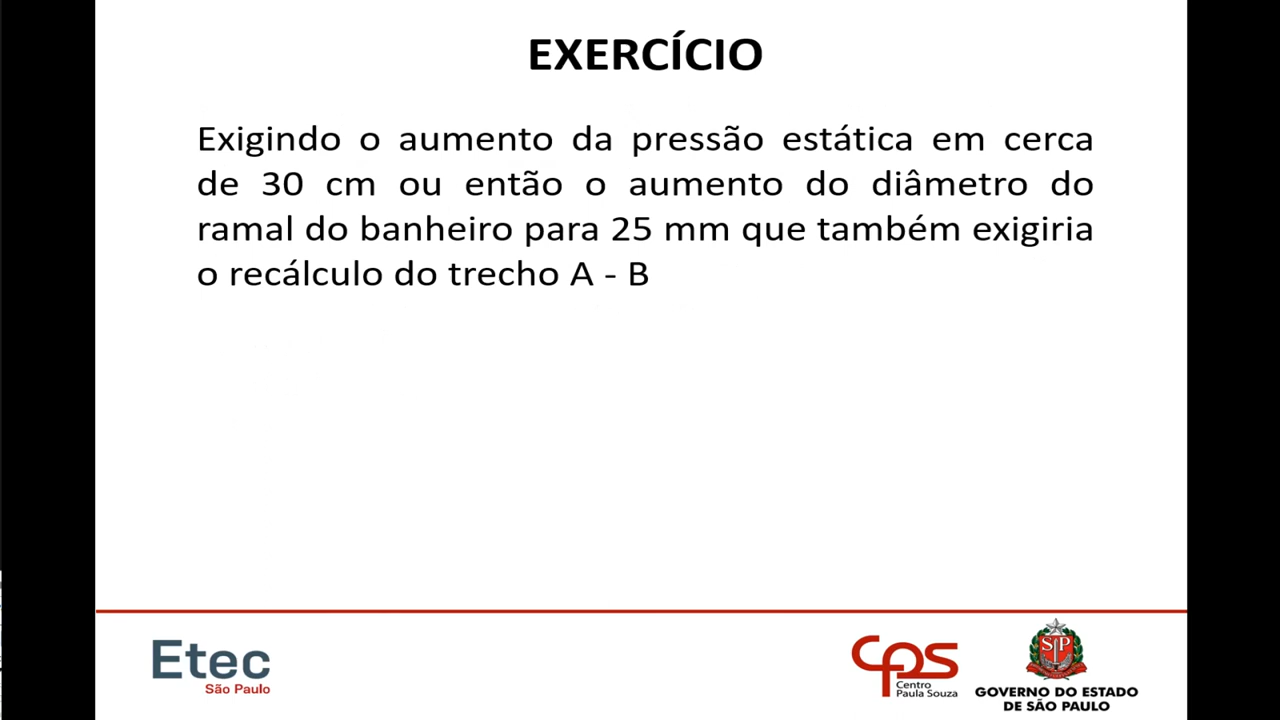 EXERCÍCIO
Exigindo o aumento da pressão estática em cerca
de 30 cm ou então o aumento do diâmetro do
ramal do banheiro para 25 mm que também exigiria
o recálculo do trecho A - B
Etec
São Paulo
cps
Centro
Paula Souza
SP
GOVERNO DO ESTADO
DE SÃO PAULO